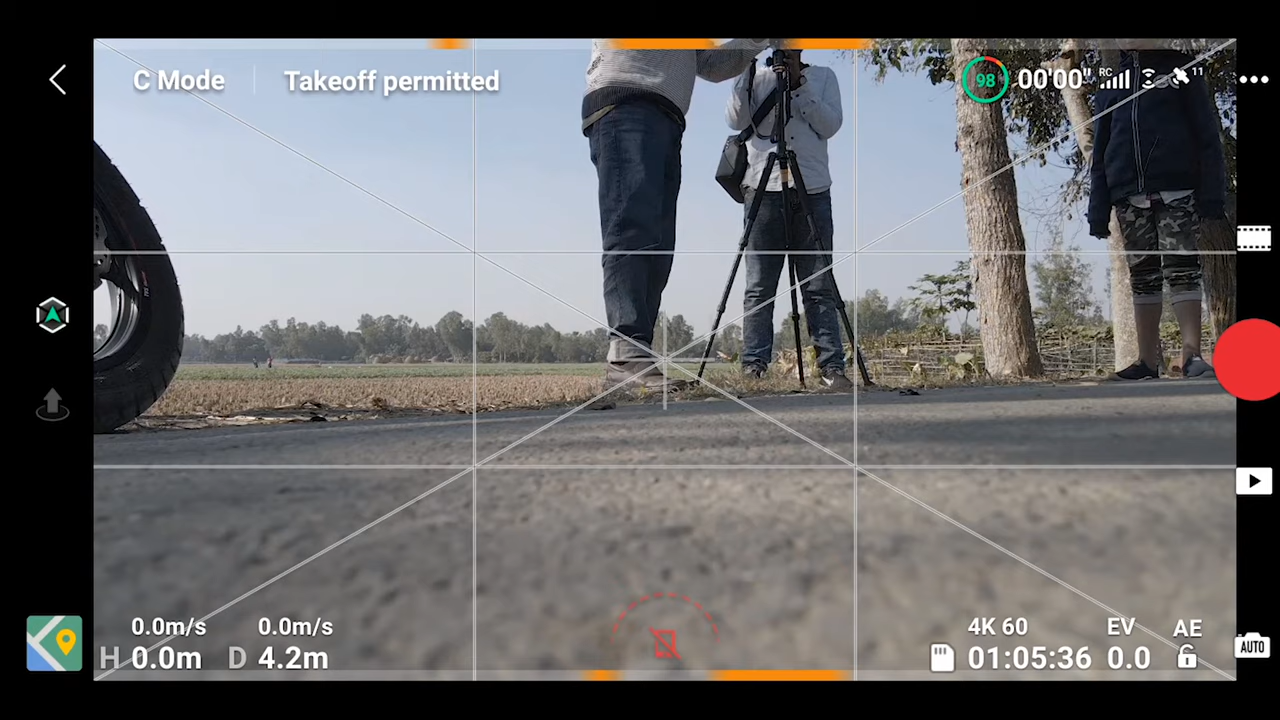 C Mode
Takeoff permitted
98
00'00"
RC
11
0.0m/s
0.0m/s
H 0.0m
D 4.2m
4K 60
01:05:36
EV
0.0
AE
AUTO